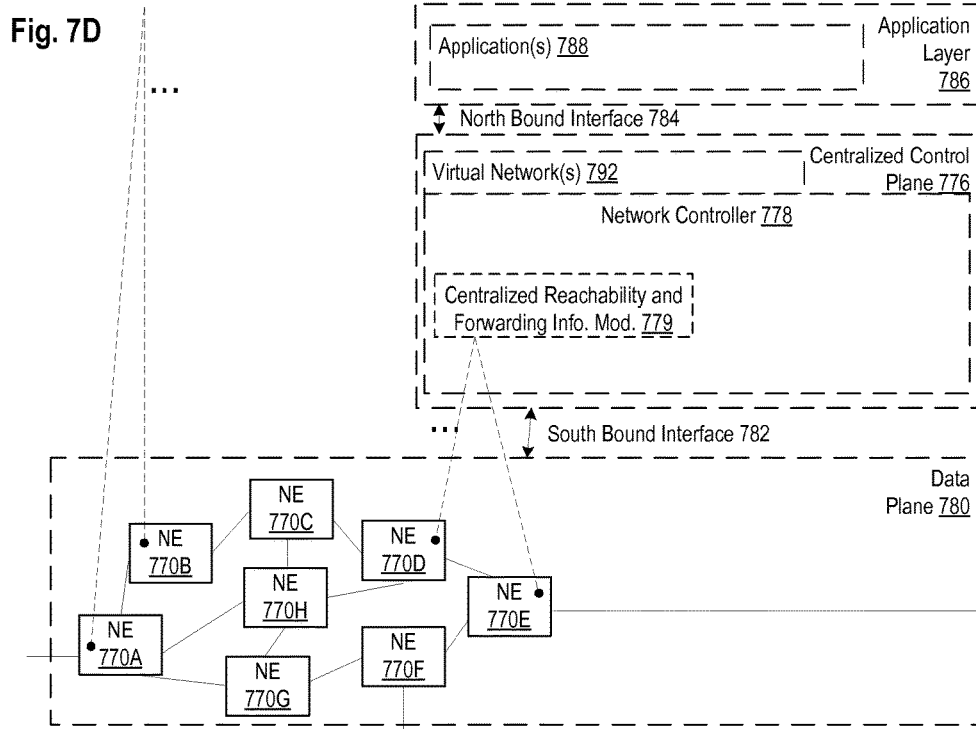 Fig. 7D
Application(s) 788
Application
Layer
786
...
North Bound Interface 784
Virtual Network(s) 792
Centralized Control
Plane 776
Network Controller 778
Centralized Reachability and
Forwarding Info. Mod. 779
...
South Bound Interface 782
Data
Plane 780
NE
770C
NE
770B
NE
770D
NE
770H
NE
770E
NE
770A
NE
770F
NE
770G